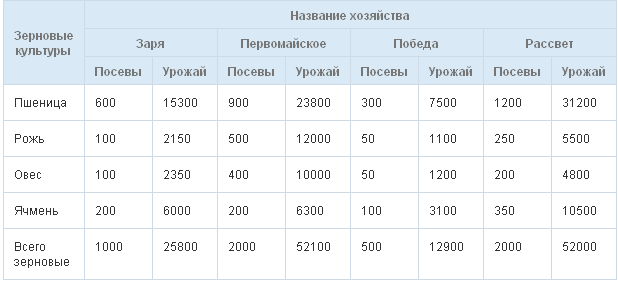 Зерновые культуры | Название хозяйства
Заря | Первомайское | Победа | Рассвет
Посевы | Урожай | Посевы | Урожай | Посевы | Урожай | Посевы | Урожай
Пшеница | 600 | 15300 | 900 | 23800 | 300 | 7500 | 1200 | 31200
Рожь | 100 | 2150 | 500 | 12000 | 50 | 1100 | 250 | 5500
Овес | 100 | 2350 | 400 | 10000 | 50 | 1200 | 200 | 4800
Ячмень | 200 | 6000 | 200 | 6300 | 100 | 3100 | 350 | 10500
Всего зерновые | 1000 | 25800 | 2000 | 52100 | 500 | 12900 | 2000 | 52000